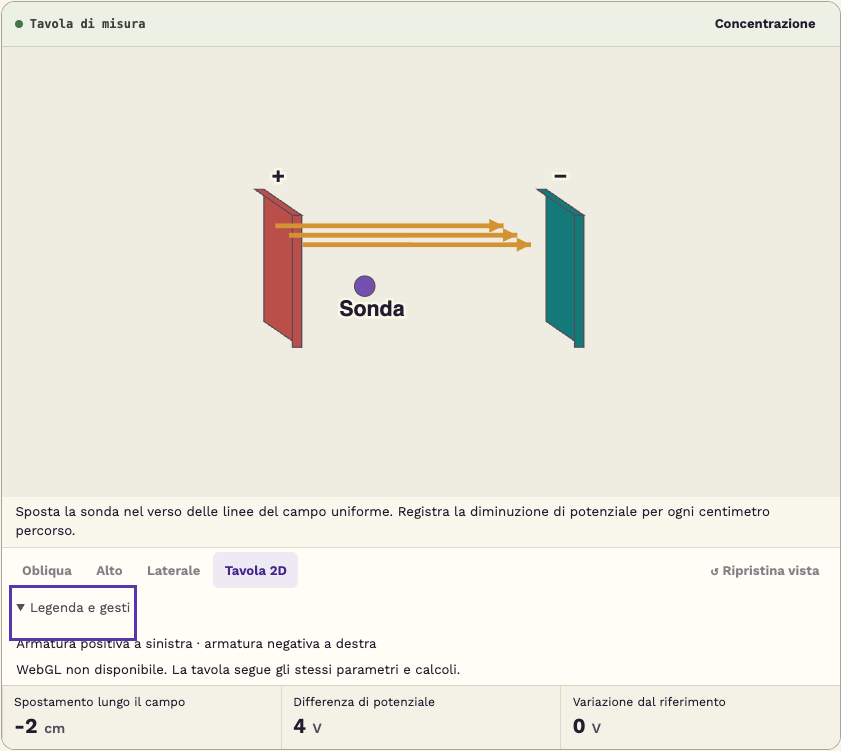 Tavola di misura
Concentrazione
+
−
Sonda
Sposta la sonda nel verso delle linee del campo uniforme. Registra la diminuzione di potenziale per ogni centimetro
percorso.
Obliqua Alto Laterale Tavola 2D ↺ Ripristina vista
▼ Legenda e gesti
Armatura positiva a sinistra · armatura negativa a destra
WebGL non disponibile. La tavola segue gli stessi parametri e calcoli.
Spostamento lungo il campo
-2 cm
Differenza di potenziale
4 V
Variazione dal riferimento
0 V